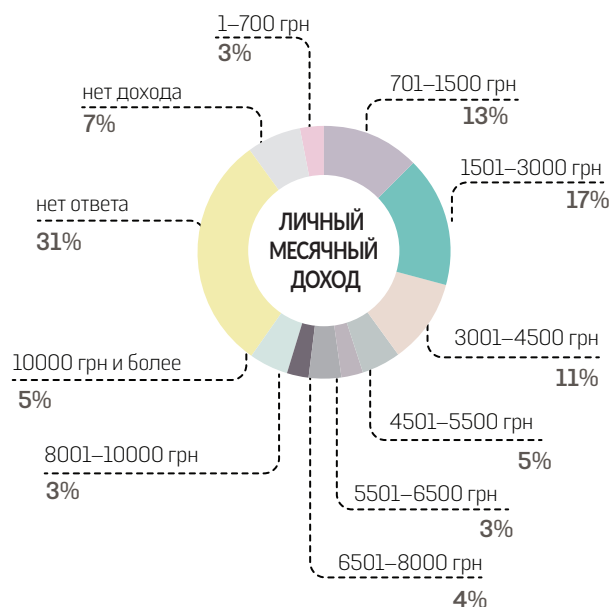 1–700 грн
3%
701–1500 грн
13%
нет дохода
7%
1501–3000 грн
17%
нет ответа
31%
ЛИЧНЫЙ
МЕСЯЧНЫЙ
ДОХОД
3001–4500 грн
11%
10000 грн и более
5%
4501–5500 грн
5%
8001–10000 грн
3%
5501–6500 грн
3%
6501–8000 грн
4%